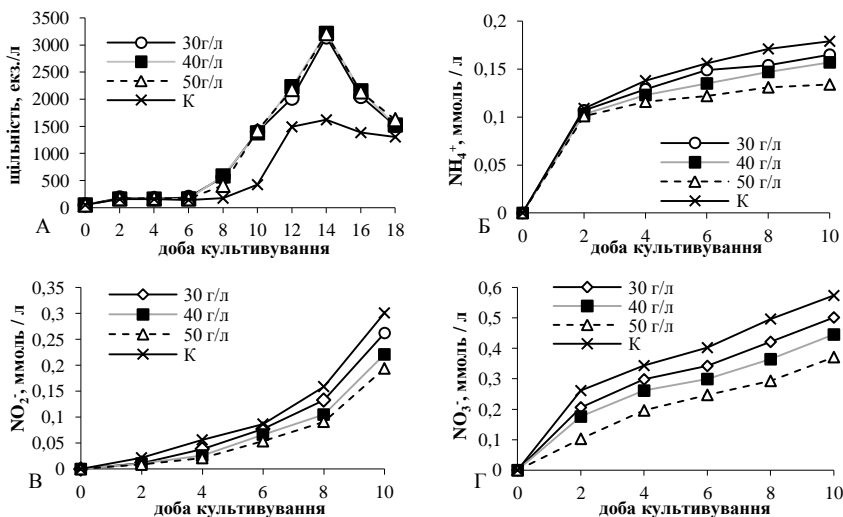 3500
3000
2500
2000
1500
1000
500
0
щільність, екз./л
30г/л
40г/л
50г/л
К
0 2 4 6 8 10 12 14 16 18
А
доба культивування
0,2
0,15
0,1
0,05
0
NH₄⁺, ммоль / л
30 г/л
40 г/л
50 г/л
К
0 2 4 6 8 10
Б
доба культивування
0,35
0,3
0,25
0,2
0,15
0,1
0,05
0
NO₂⁻, ммоль / л
30 г/л
40 г/л
50 г/л
К
0 2 4 6 8 10
В
доба культивування
0,6
0,5
0,4
0,3
0,2
0,1
0
NO₃⁻, ммоль / л
30 г/л
40 г/л
50 г/л
К
0 2 4 6 8 10
Г
доба культивування